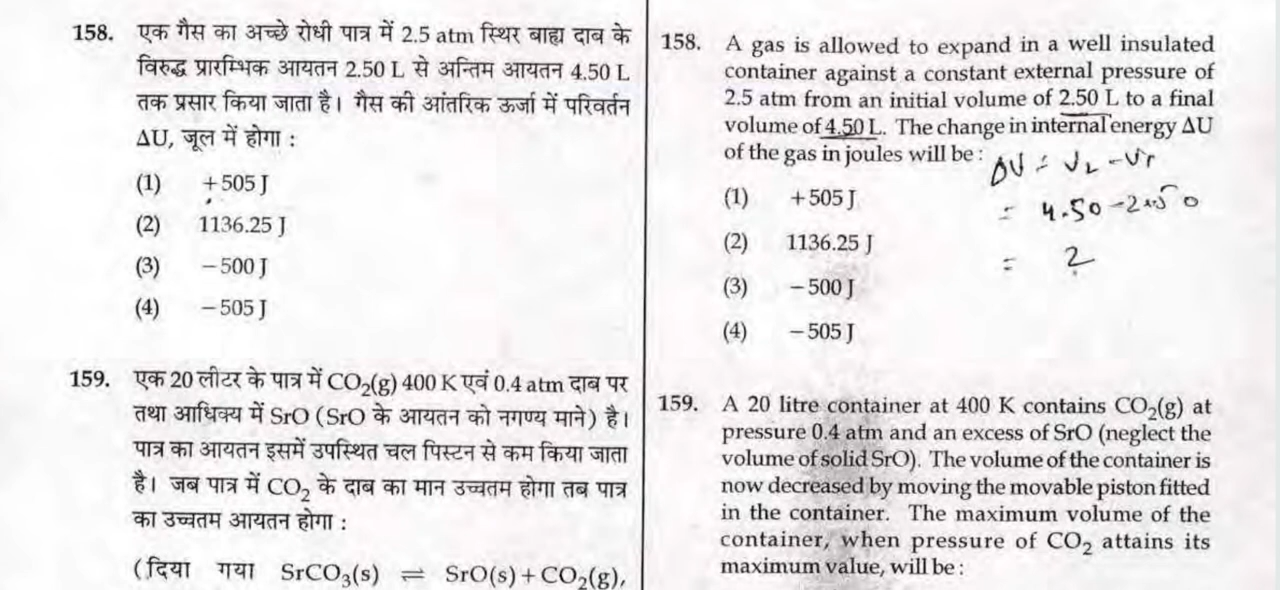 158. एक गैस का अच्छे रोधी पात्र में 2.5 atm स्थिर बाह्य दाब के
विरुद्ध प्रारम्भिक आयतन 2.50 L से अन्तिम आयतन 4.50 L
तक प्रसार किया जाता है। गैस की आंतरिक ऊर्जा में परिवर्तन
ΔU, जूल में होगा :
(1) +505 J
(2) 1136.25 J
(3) −500 J
(4) −505 J
159. एक 20 लीटर के पात्र में CO₂(g) 400 K एवं 0.4 atm दाब पर
तथा आधिक्य में SrO (SrO के आयतन को नगण्य माने) है।
पात्र का आयतन इसमें उपस्थित चल पिस्टन से कम किया जाता
है। जब पात्र में CO₂ के दाब का मान उच्चतम होगा तब पात्र
का उच्चतम आयतन होगा :
(दिया गया SrCO₃(s) ⇌ SrO(s) + CO₂(g),
158. A gas is allowed to expand in a well insulated
container against a constant external pressure of
2.5 atm from an initial volume of 2.50 L to a final
volume of 4.50 L. The change in internal energy ΔU
of the gas in joules will be :
ΔV = V₂ - V₁
= 4.50 - 2.50
= 2
(1) +505 J
(2) 1136.25 J
(3) −500 J
(4) −505 J
159. A 20 litre container at 400 K contains CO₂(g) at
pressure 0.4 atm and an excess of SrO (neglect the
volume of solid SrO). The volume of the container is
now decreased by moving the movable piston fitted
in the container. The maximum volume of the
container, when pressure of CO₂ attains its
maximum value, will be :